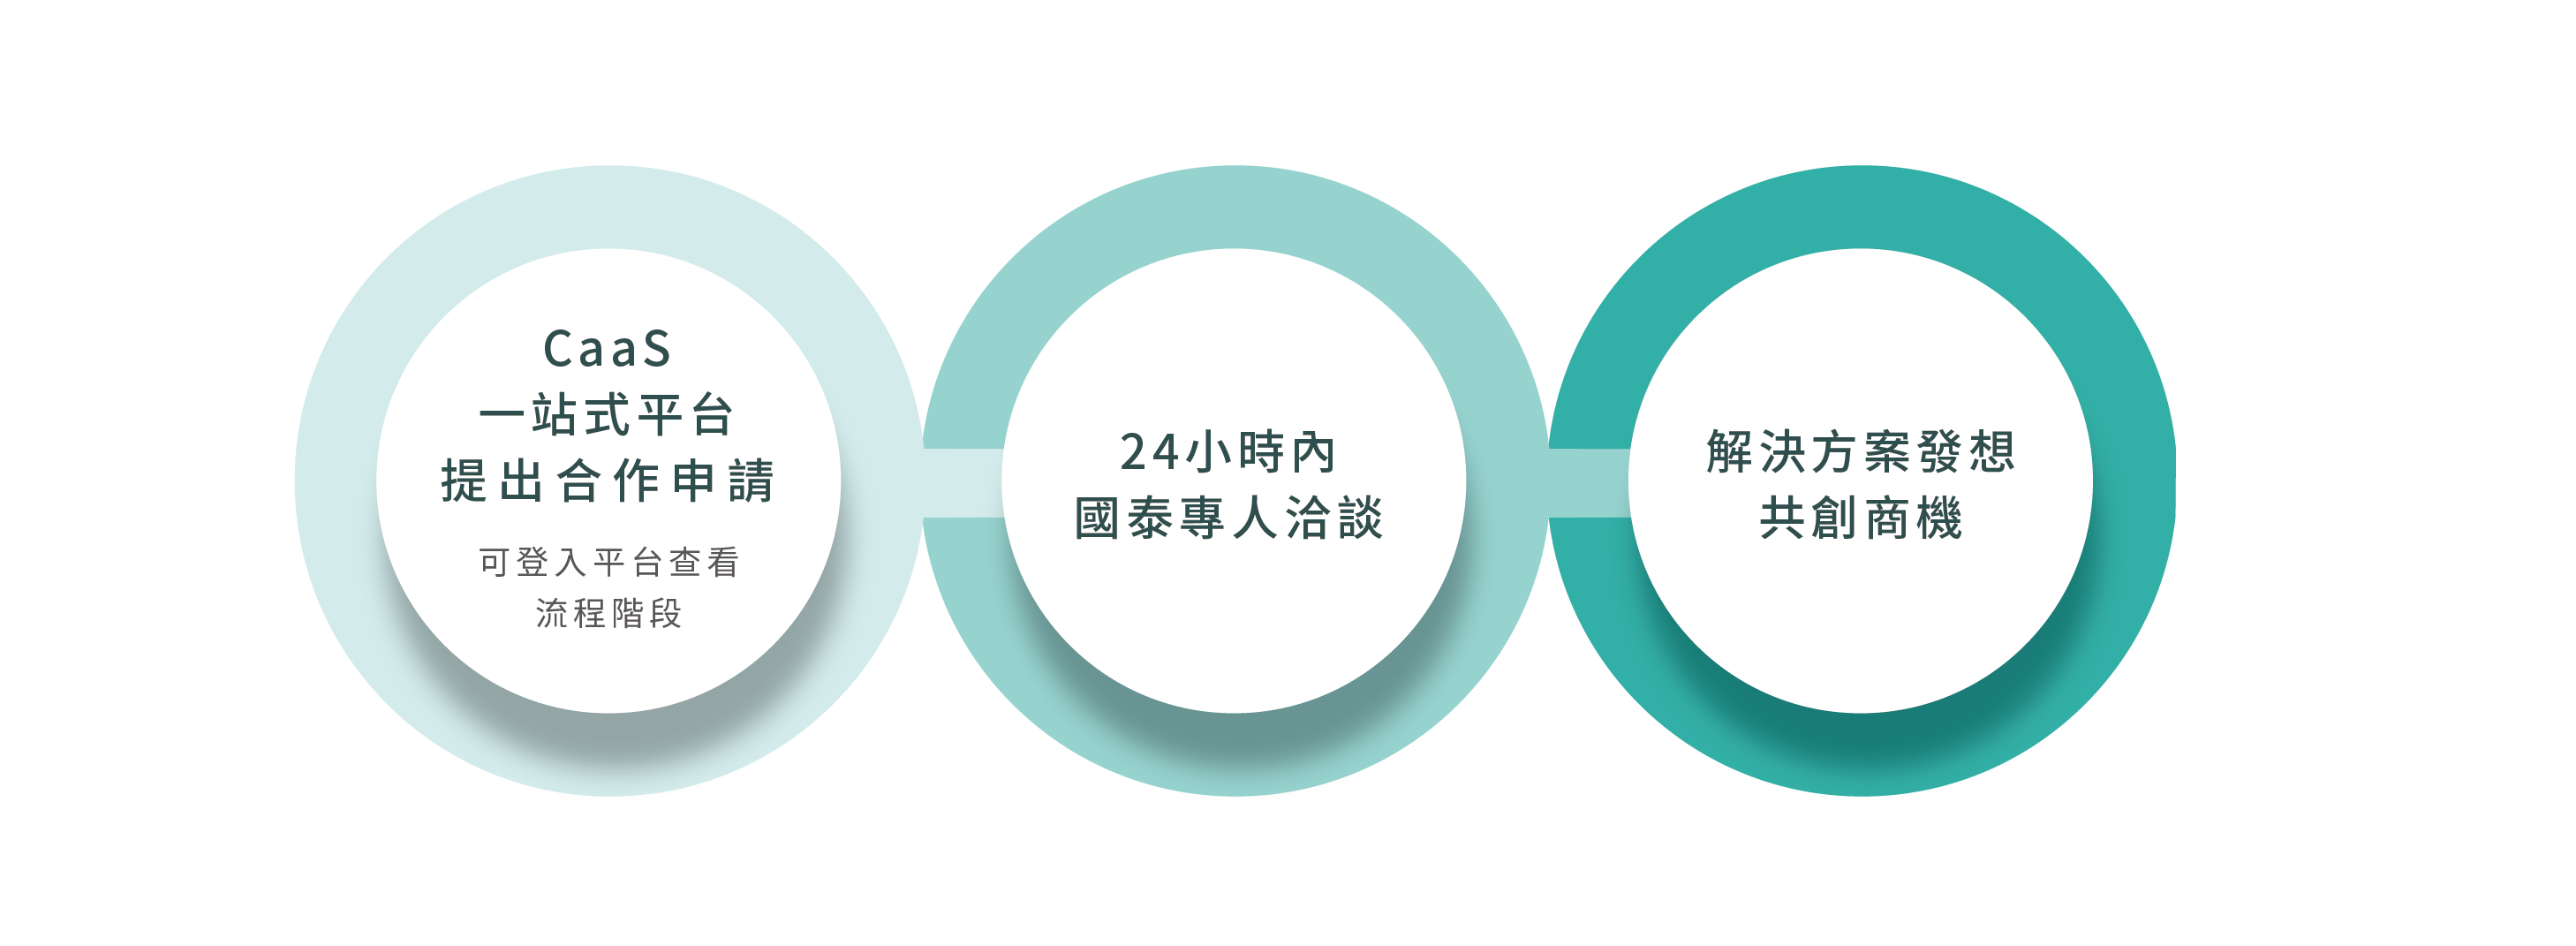 CaaS
一站式平台
提出合作申請
可登入平台查看
流程階段
24小時內
國泰專人洽談
解決方案發想
共創商機